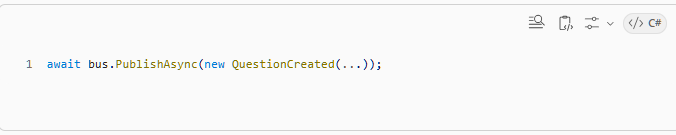 </> C#
1 await bus.PublishAsync(new QuestionCreated(...));